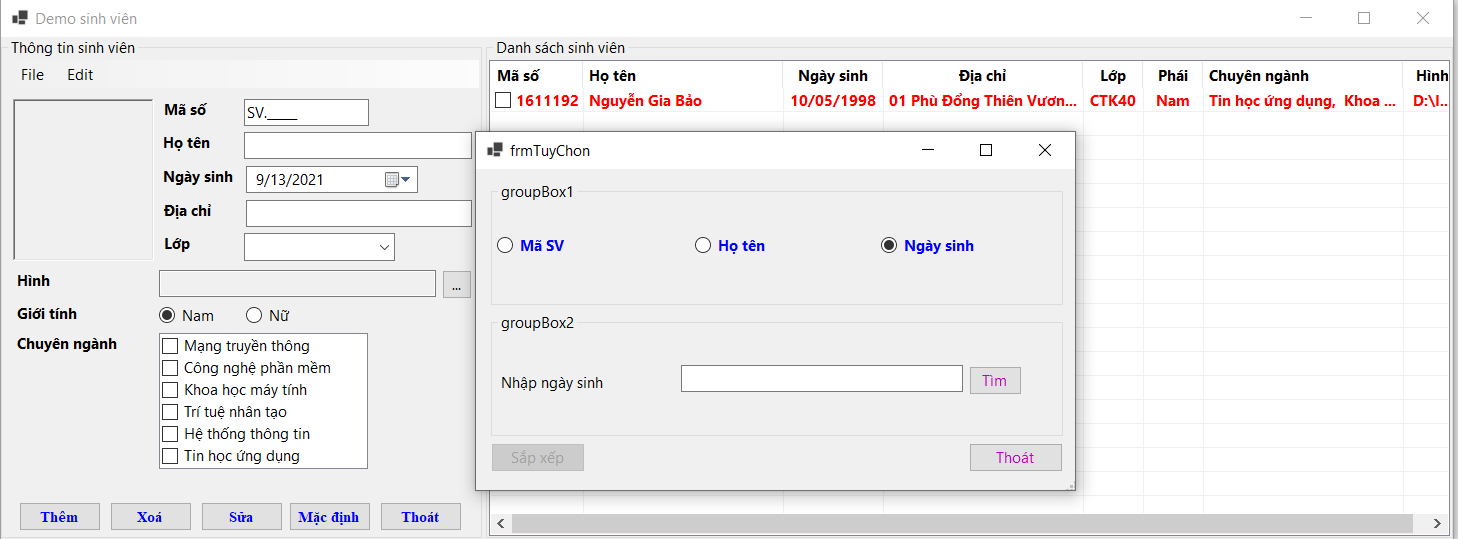 Demo sinh viên
Thông tin sinh viên
File Edit
Mã số SV.____
Họ tên
Ngày sinh 9/13/2021
Địa chỉ
Lớp
Hình ...
Giới tính Nam Nữ
Chuyên ngành
Mạng truyền thông
Công nghệ phần mềm
Khoa học máy tính
Trí tuệ nhân tạo
Hệ thống thông tin
Tin học ứng dụng
Thêm Xoá Sửa Mặc định Thoát
Danh sách sinh viên
Mã số Họ tên Ngày sinh Địa chỉ Lớp Phái Chuyên ngành Hình
1611192 Nguyễn Gia Bảo 10/05/1998 01 Phù Đổng Thiên Vươn... CTK40 Nam Tin học ứng dụng, Khoa ... D:\I...
frmTuyChon
groupBox1
Mã SV Họ tên Ngày sinh
groupBox2
Nhập ngày sinh Tìm
Sắp xếp Thoát